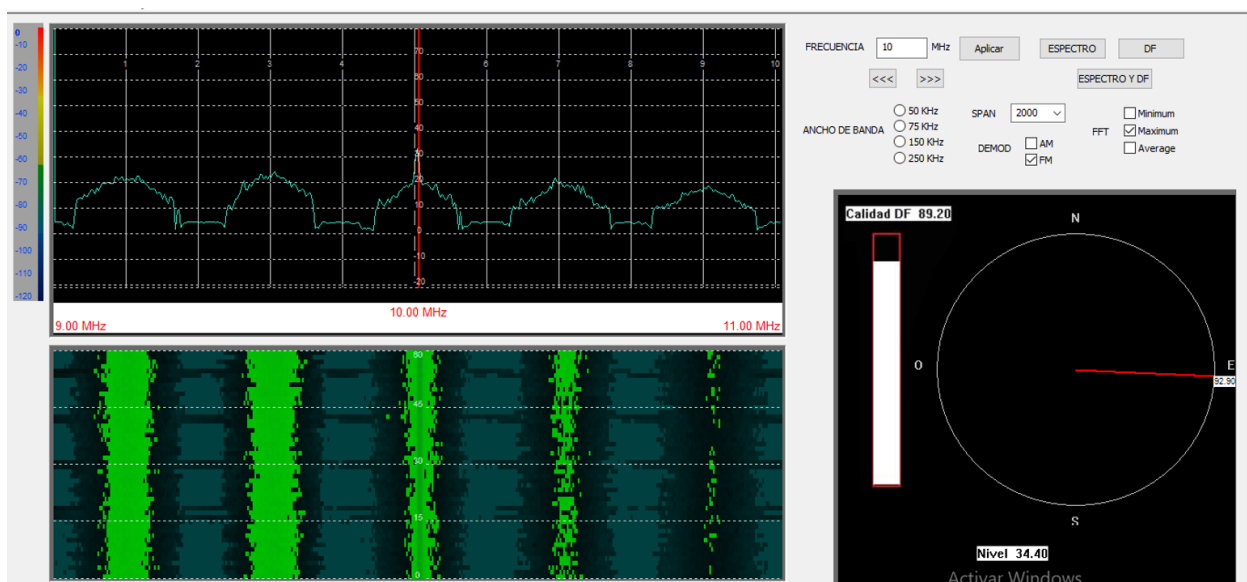 0
-10
-20
-30
-40
-50
-60
-70
-80
-90
-100
-110
-120
1 2 3 4 6 7 8 9 10
70
60
50
40
30
20
10
0
-10
-20
9.00 MHz 10.00 MHz 11.00 MHz
80
45
30
15
0
FRECUENCIA 10 MHz Aplicar ESPECTRO DF
<<< >>> ESPECTRO Y DF
ANCHO DE BANDA
50 KHz
75 KHz
150 KHz
250 KHz
SPAN 2000
DEMOD
AM
FM
FFT
Minimum
Maximum
Average
Calidad DF 89.20
N
O E
92.90
S
Nivel 34.40
Activar Windows